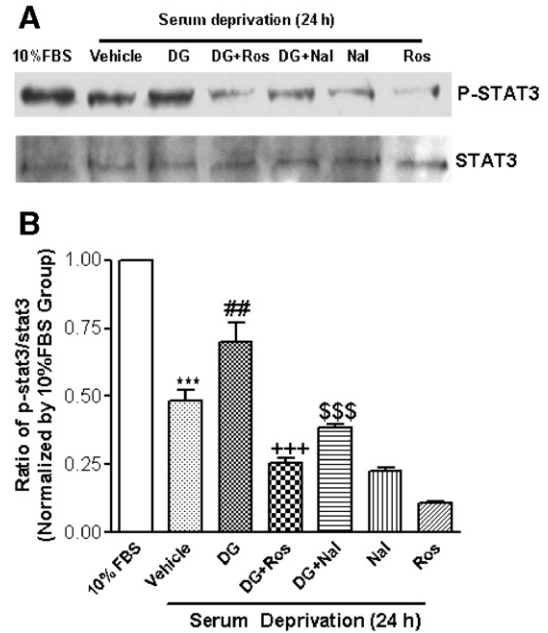 A
Serum deprivation (24 h)
10%FBS Vehicle DG DG+Ros DG+Nal Nal Ros
P-STAT3
STAT3
B
Ratio of p-stat3/stat3
(Normalized by 10%FBS Group)
1.00
0.75
0.50
0.25
0.00
***
##
+++
$$$
10% FBS
Vehicle
DG
DG+Ros
DG+Nal
Nal
Ros
Serum Deprivation (24 h)